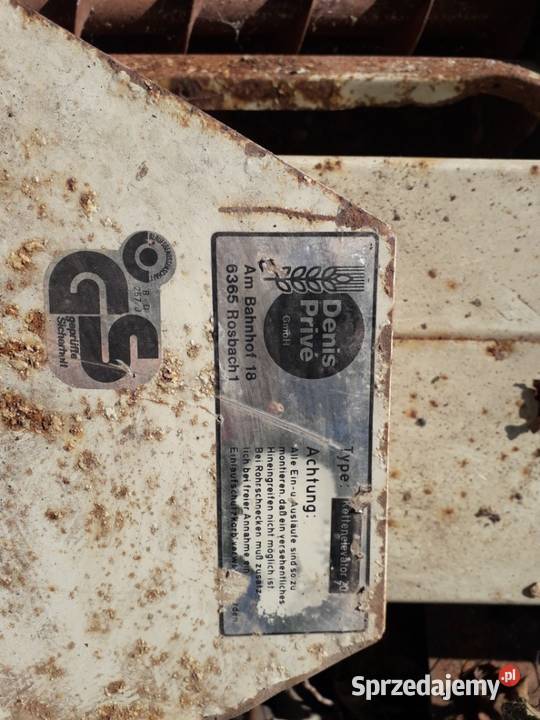 Denis
Privé
GmbH
Am Bahnhof 18
6365 Rosbach 1
Type: Kettenelevator
Achtung:
Alle Ein-u. Ausläufe sind so zu
montieren, daß ein versehentliches
Hineingreifen nicht möglich ist.
Bei Rohrschnecken muß zusätz-
lich bei freier Annahme ein
Einlaufschutzkorb
GS
geprüfte
Sicherheit
Sprzedajemy.pl